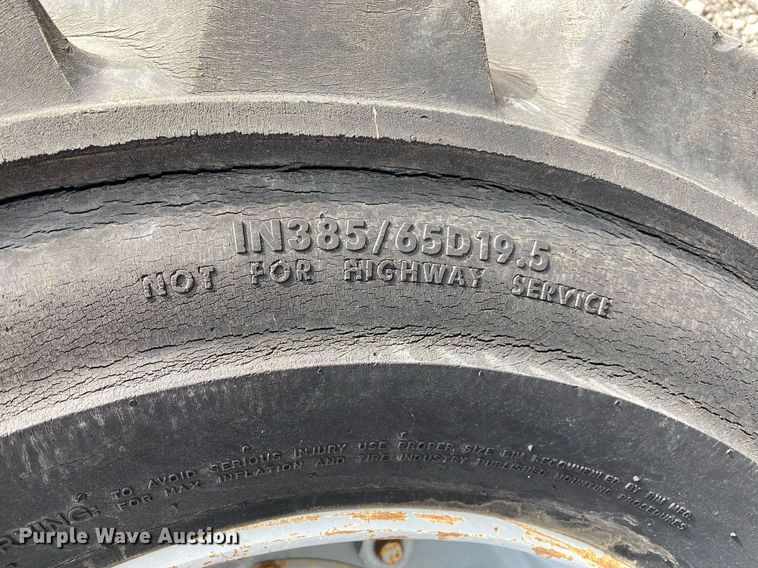 IN385/65D19.5
NOT FOR HIGHWAY SERVICE
TO AVOID SERIOUS INJURY USE PROPER SIZE RIM RECOMMENDED BY RIM MFG.
FOR MAX INFLATION AND TIRE INDUSTRY PUBLISHED MOUNTING PROCEDURES
Purple Wave Auction